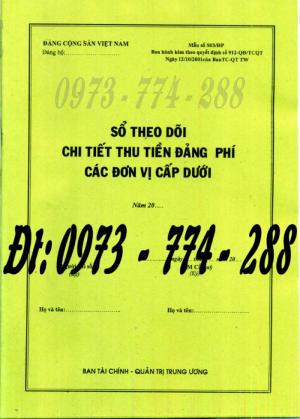 ĐẢNG CỘNG SẢN VIỆT NAM
Đảng bộ:....................
Mẫu số S03/ĐP
Ban hành kèm theo quyết định số 912-QĐ/TCQT
Ngày 12/10/2001 của BanTC-QT TW
0973-774-288
SỔ THEO DÕI
CHI TIẾT THU TIỀN ĐẢNG PHÍ
CÁC ĐƠN VỊ CẤP DƯỚI
Năm 20....
Đt: 0973 - 774 - 288
20...
(Ký)
Họ và tên:....................
Họ và tên:....................
BAN TÀI CHÍNH - QUẢN TRỊ TRUNG ƯƠNG